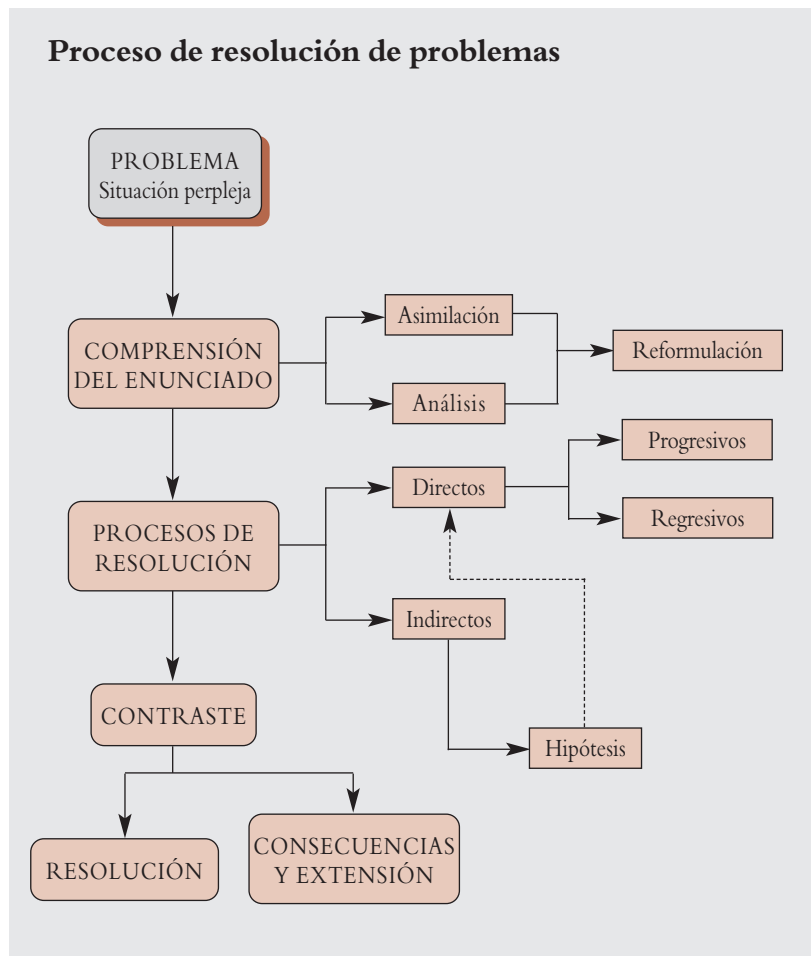 Proceso de resolución de problemas
PROBLEMA
Situación perpleja
COMPRENSIÓN
DEL ENUNCIADO
Asimilación
Análisis
Reformulación
PROCESOS DE
RESOLUCIÓN
Directos
Progresivos
Regresivos
Indirectos
Hipótesis
CONTRASTE
RESOLUCIÓN
CONSECUENCIAS
Y EXTENSIÓN